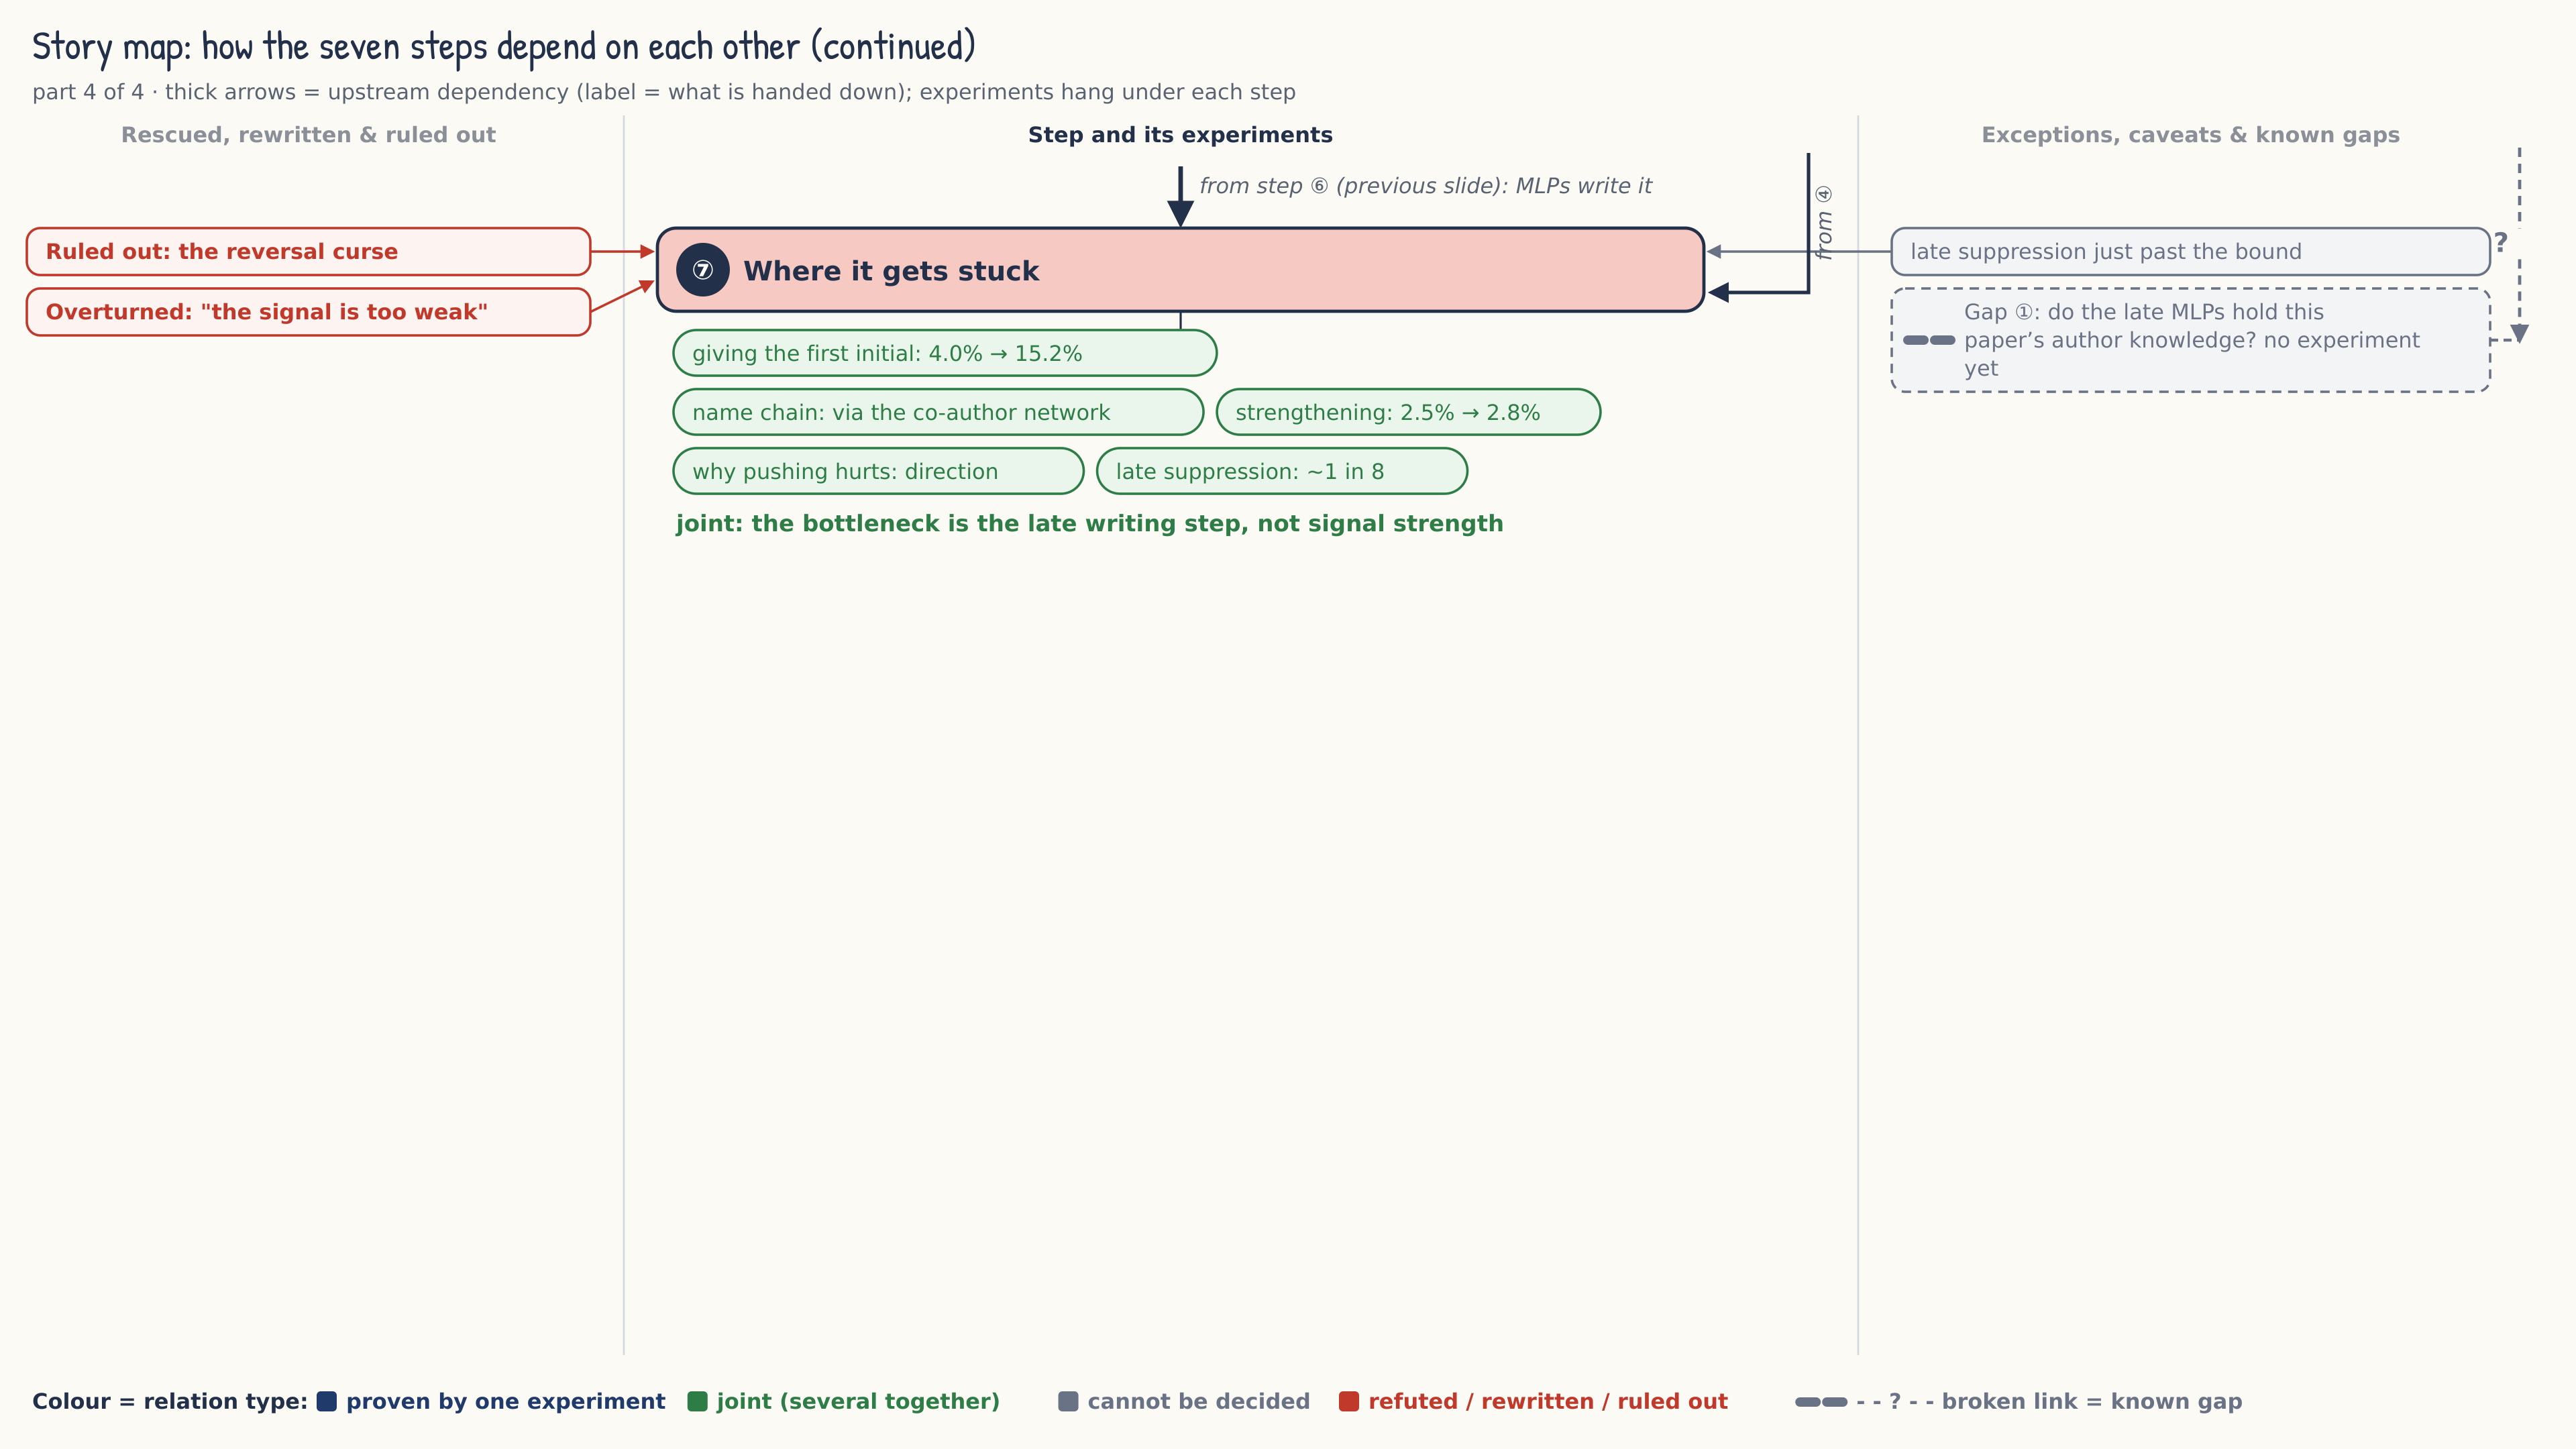 Story map: how the seven steps depend on each other (continued)
part 4 of 4 · thick arrows = upstream dependency (label = what is handed down); experiments hang under each step
Rescued, rewritten & ruled out
Step and its experiments
Exceptions, caveats & known gaps
from step ⑥ (previous slide): MLPs write it
from ④
Ruled out: the reversal curse
Overturned: "the signal is too weak"
⑦ Where it gets stuck
late suppression just past the bound
?
Gap ①: do the late MLPs hold this
paper’s author knowledge? no experiment
yet
giving the first initial: 4.0% → 15.2%
name chain: via the co-author network
strengthening: 2.5% → 2.8%
why pushing hurts: direction
late suppression: ~1 in 8
joint: the bottleneck is the late writing step, not signal strength
Colour = relation type: proven by one experiment joint (several together) cannot be decided refuted / rewritten / ruled out - - ? - - broken link = known gap